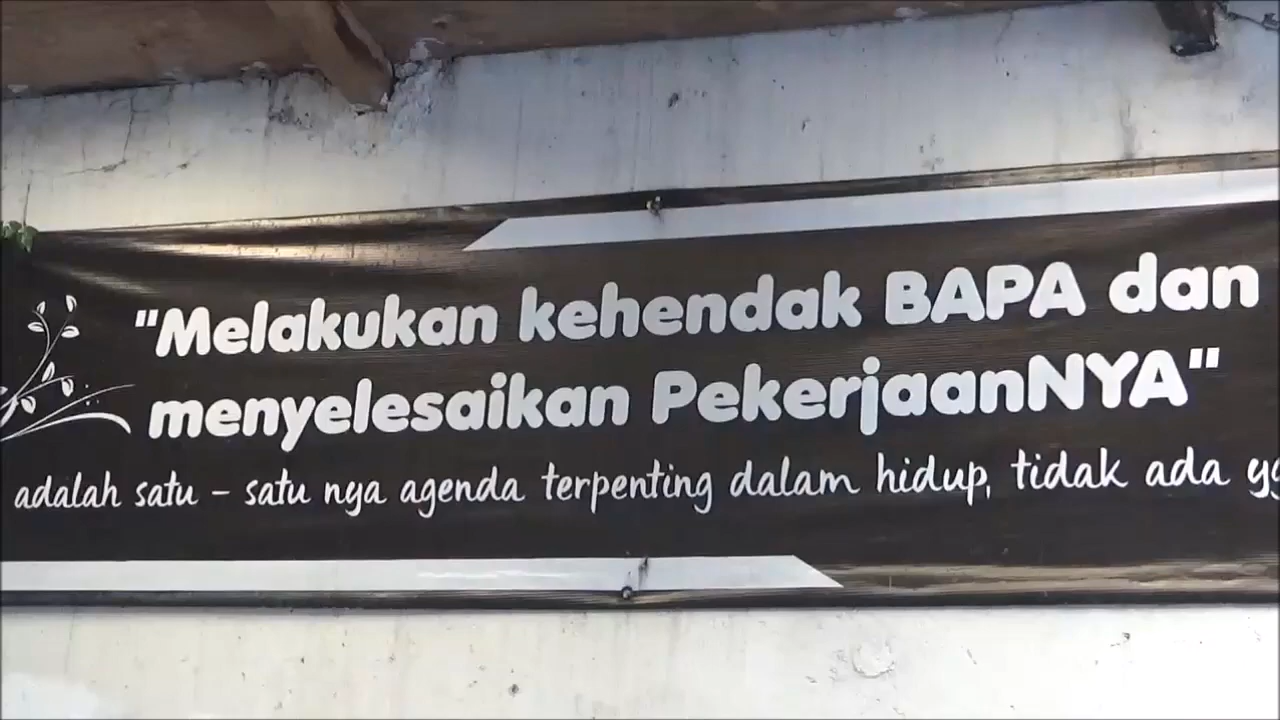 "Melakukan kehendak BAPA dan
menyelesaikan PekerjaanNYA"
adalah satu - satu nya agenda terpenting dalam hidup, tidak ada